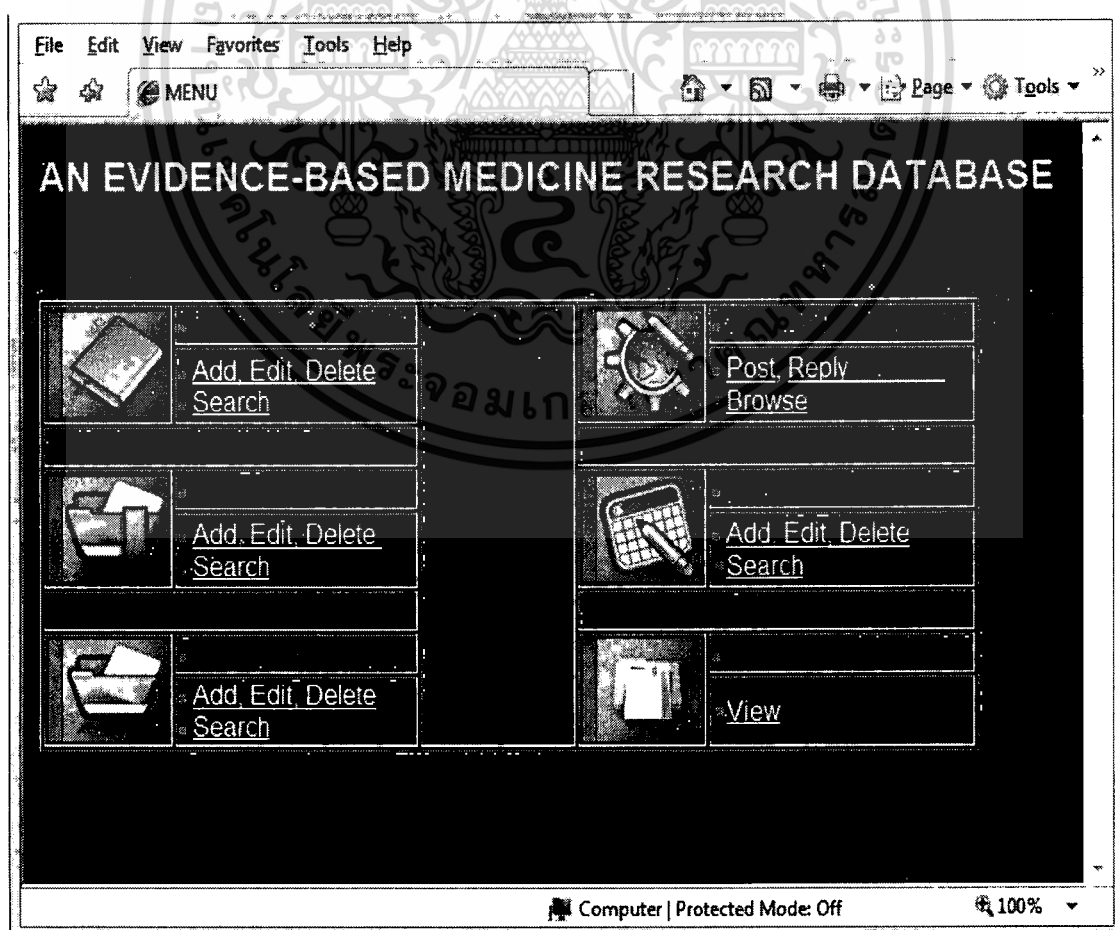 File Edit View Favorites Tools Help
MENU
Page Tools
AN EVIDENCE-BASED MEDICINE RESEARCH DATABASE
Add, Edit, Delete
Search
Post, Reply
Browse
Add, Edit, Delete
Search
Add, Edit, Delete
Search
Add, Edit, Delete
Search
View
Computer | Protected Mode: Off 100%